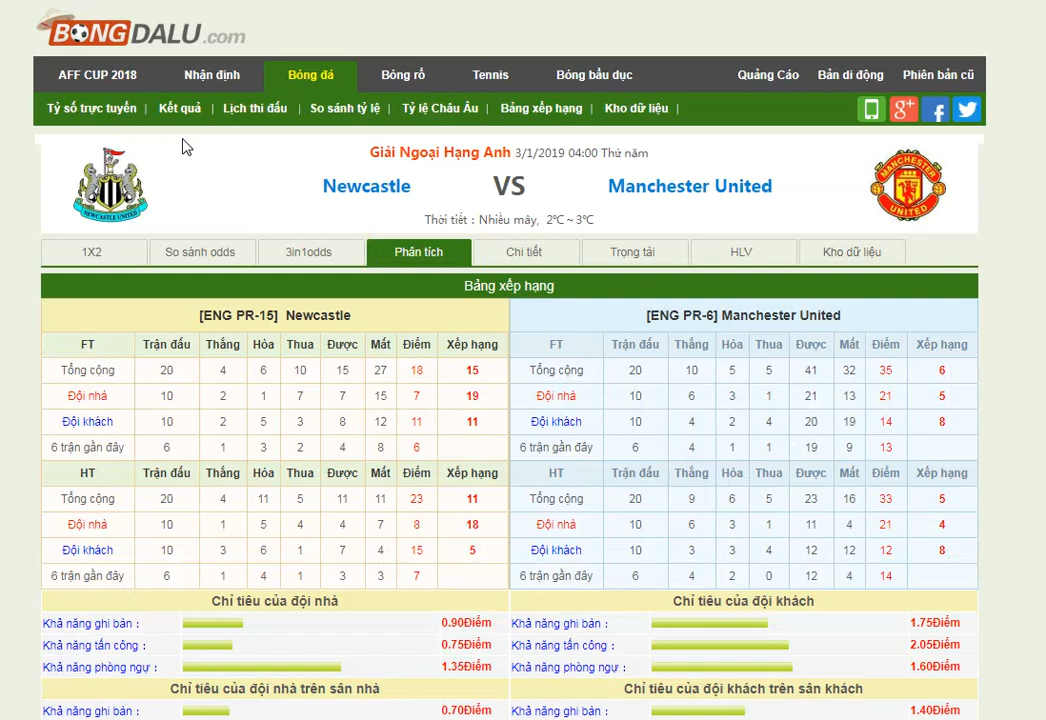 BONGDALU.com
AFF CUP 2018 Nhận định Bóng đá Bóng rổ Tennis Bóng bầu dục Quảng Cáo Bản di động Phiên bản cũ
Tỷ số trực tuyến | Kết quả | Lịch thi đấu | So sánh tỷ lệ | Tỷ lệ Châu Âu | Bảng xếp hạng | Kho dữ liệu |
Giải Ngoại Hạng Anh 3/1/2019 04:00 Thứ năm
Newcastle VS Manchester United
Thời tiết : Nhiều mây, 2℃～3℃
NEWCASTLE UNITED
MANCHESTER UNITED
1X2 So sánh odds 3in1odds Phân tích Chi tiết Trọng tài HLV Kho dữ liệu
Bảng xếp hạng
[ENG PR-15] Newcastle [ENG PR-6] Manchester United
FT Trận đấu Thắng Hòa Thua Được Mất Điểm Xếp hạng FT Trận đấu Thắng Hòa Thua Được Mất Điểm Xếp hạng
Tổng cộng 20 4 6 10 15 27 18 15 Tổng cộng 20 10 5 5 41 32 35 6
Đội nhà 10 2 1 7 7 15 7 19 Đội nhà 10 6 3 1 21 13 21 5
Đội khách 10 2 5 3 8 12 11 11 Đội khách 10 4 2 4 20 19 14 8
6 trận gần đây 6 1 3 2 4 8 6 6 trận gần đây 6 4 1 1 19 9 13
HT Trận đấu Thắng Hòa Thua Được Mất Điểm Xếp hạng HT Trận đấu Thắng Hòa Thua Được Mất Điểm Xếp hạng
Tổng cộng 20 4 11 5 11 11 23 11 Tổng cộng 20 9 6 5 23 16 33 5
Đội nhà 10 1 5 4 4 7 8 18 Đội nhà 10 6 3 1 11 4 21 4
Đội khách 10 3 6 1 7 4 15 5 Đội khách 10 3 3 4 12 12 12 8
6 trận gần đây 6 1 4 1 3 3 7 6 trận gần đây 6 4 2 0 12 4 14
Chỉ tiêu của đội nhà Chỉ tiêu của đội khách
Khả năng ghi bàn : 0.90Điểm Khả năng ghi bàn : 1.75Điểm
Khả năng tấn công : 0.75Điểm Khả năng tấn công : 2.05Điểm
Khả năng phòng ngự : 1.35Điểm Khả năng phòng ngự : 1.60Điểm
Chỉ tiêu của đội nhà trên sân nhà Chỉ tiêu của đội khách trên sân khách
Khả năng ghi bàn : 0.70Điểm Khả năng ghi bàn : 1.40Điểm